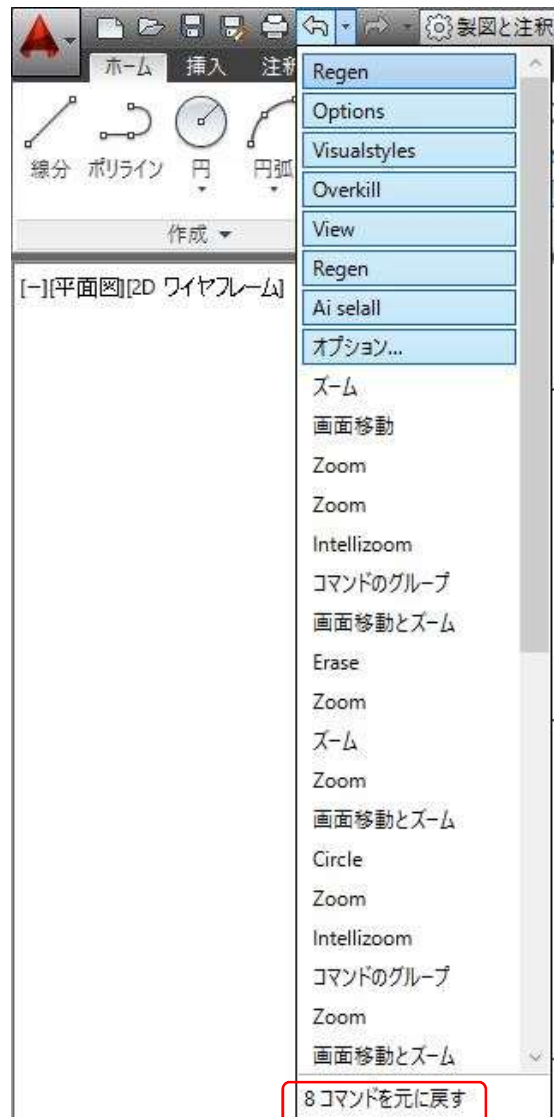 製図と注釈
ホーム 挿入 注釈
線分 ポリライン 円 円弧
作成
[−][平面図][2D ワイヤフレーム]
Regen
Options
Visualstyles
Overkill
View
Regen
Ai selall
オプション...
ズーム
画面移動
Zoom
Zoom
Intellizoom
コマンドのグループ
画面移動とズーム
Erase
Zoom
ズーム
Zoom
画面移動とズーム
Circle
Zoom
Intellizoom
コマンドのグループ
Zoom
画面移動とズーム
8 コマンドを元に戻す